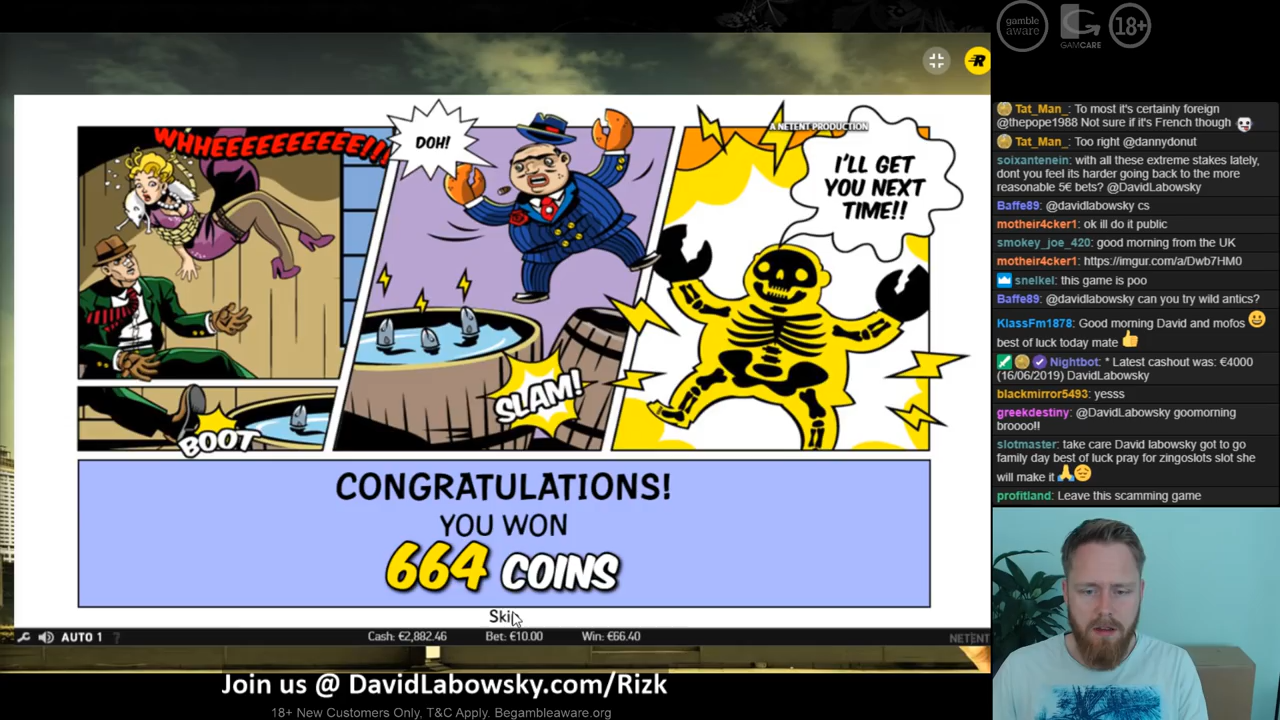 WHHEEEEEEEEE!!!
DOH!
A NETENT PRODUCTION
I'LL GET
YOU NEXT
TIME!!
BOOT
SLAM!
CONGRATULATIONS!
YOU WON
664 COINS
Skip
AUTO 1 ?
Cash: €2,882.46 Bet: €10.00 Win: €66.40
NETENT
Join us @ DavidLabowsky.com/Rizk
18+ New Customers Only, T&C Apply. Begambleaware.org
R
gamble
aware
GAMCARE
18+
Tat_Man_: To most it's certainly foreign
@thepope1988 Not sure if it's French though
Tat_Man_: Too right @dannydonut
soixantenein: with all these extreme stakes lately,
dont you feel its harder going back to the more
reasonable 5€ bets? @DavidLabowsky
Baffe89: @davidlabowsky cs
motheir4cker1: ok ill do it public
smokey_joe_420: good morning from the UK
motheir4cker1: https://imgur.com/a/Dwb7HM0
snelkel: this game is poo
Baffe89: @davidlabowsky can you try wild antics?
KlassFm1878: Good morning David and mofos
best of luck today mate
Nightbot: * Latest cashout was: €4000
(16/06/2019) DavidLabowsky
blackmirror5493: yesss
greekdestiny: @DavidLabowsky goomorning
broooo!!
slotmaster: take care David labowsky got to go
family day best of luck pray for zingoslots slot she
will make it
profitland: Leave this scamming game